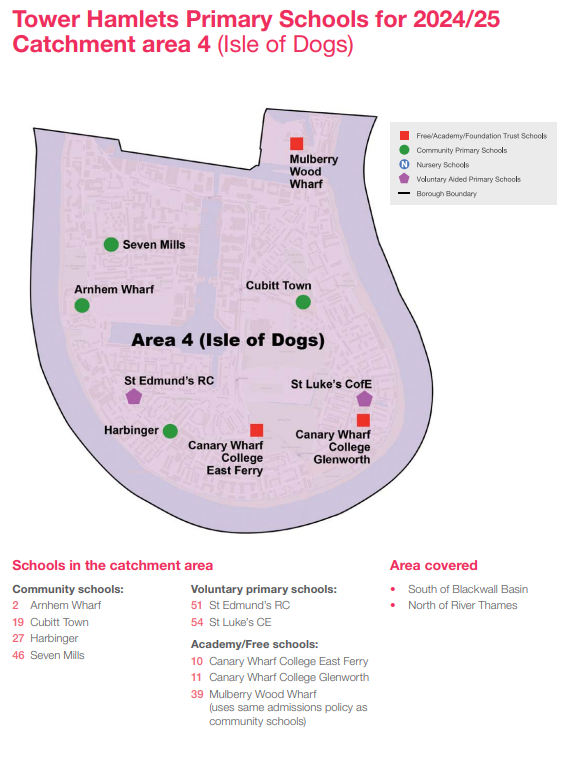 Tower Hamlets Primary Schools for 2024/25
Catchment area 4 (Isle of Dogs)
Free/Academy/Foundation Trust Schools
Community Primary Schools
N Nursery Schools
Voluntary Aided Primary Schools
Borough Boundary
Mulberry
Wood
Wharf
Seven Mills
Arnhem Wharf
Cubitt Town
Area 4 (Isle of Dogs)
St Edmund's RC
St Luke's CofE
Harbinger
Canary Wharf
College
East Ferry
Canary Wharf
College
Glenworth
Schools in the catchment area
Community schools:
2 Arnhem Wharf
19 Cubitt Town
27 Harbinger
46 Seven Mills
Voluntary primary schools:
51 St Edmund's RC
54 St Luke's CE
Academy/Free schools:
10 Canary Wharf College East Ferry
11 Canary Wharf College Glenworth
39 Mulberry Wood Wharf
(uses same admissions policy as
community schools)
Area covered
• South of Blackwall Basin
• North of River Thames